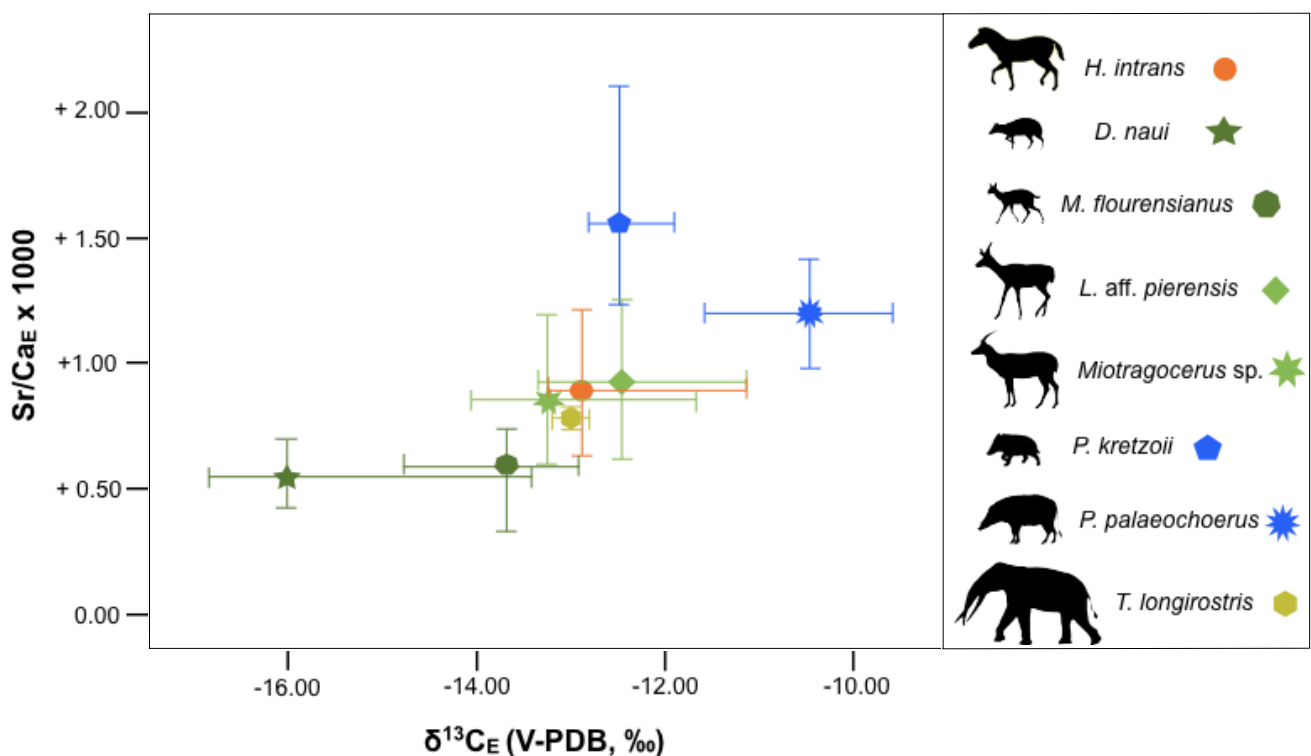 + 2.00
+ 1.50
+1.00
+ 0.50
0.00
Sr/CaE x 1000
-16.00 -14.00 -12.00 -10.00
δ¹³CE (V-PDB, ‰)
H. intrans
D. naui
M. flourensianus
L. aff. pierensis
Miotragocerus sp.
P. kretzoii
P. palaeochoerus
T. longirostris